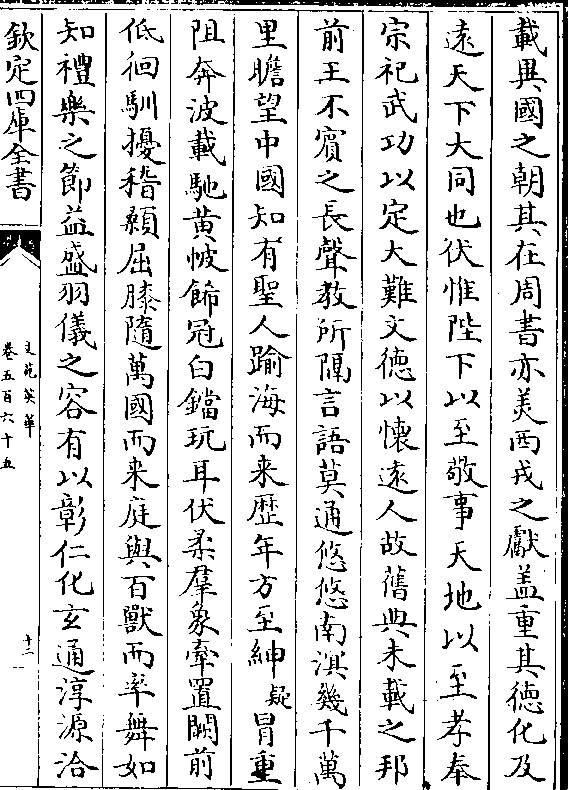 載異國之朝其在周書亦美西戎之獻盖重其德化及
遠天下大同也伏惟陛下以至敬事天地以至孝奉
宗祀武功以定大難文德以懷遠人故舊典未載之邦
前王不賓之長聲教所隔言語莫通悠悠南溟幾千萬
里瞻望中國知有聖人踰海而来歴年方至紳疑冐重
阻奔波載馳黄帔飾冠白鐺玩耳伏柔羣象牽置闕前
低徊馴擾稽顙屈膝隨萬國而来庭與百獸而率舞如
知禮樂之節益盛羽儀之容有以彰仁化玄通淳源洽
欽定四庫全書
文苑英華
卷五百六十五
十二